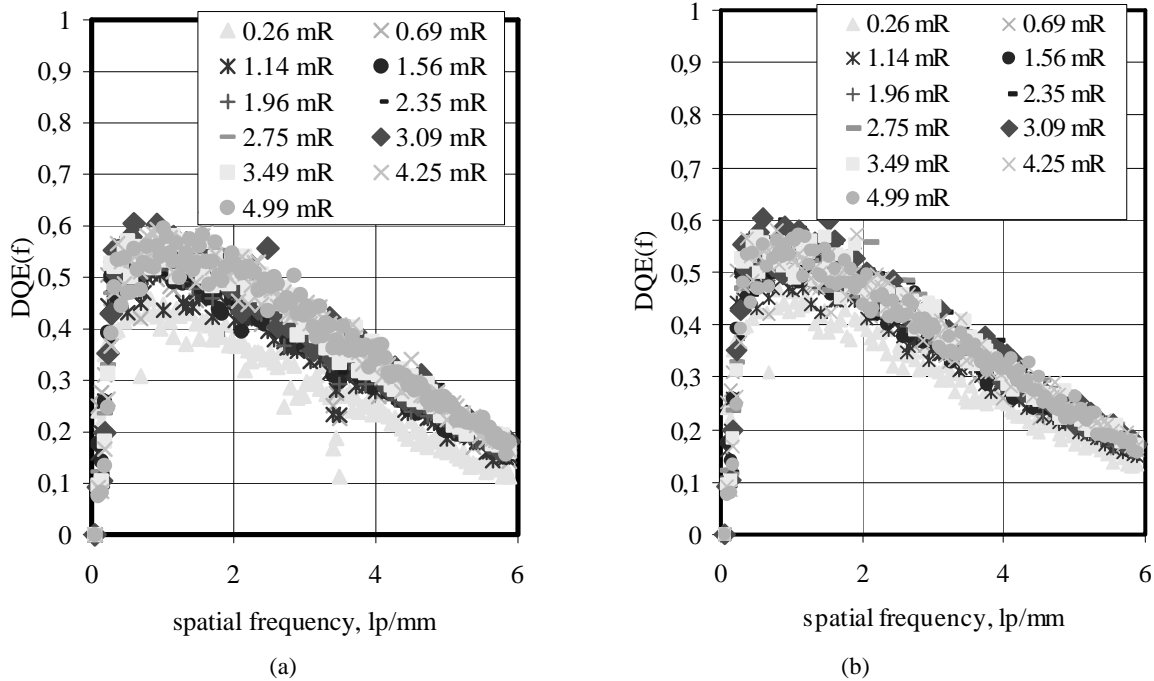 1
0,9
0,8
0,7
0,6
0,5
0,4
0,3
0,2
0,1
0
DQE(f)
0.26 mR 0.69 mR
1.14 mR 1.56 mR
1.96 mR 2.35 mR
2.75 mR 3.09 mR
3.49 mR 4.25 mR
4.99 mR
0 2 4 6
spatial frequency, lp/mm
(a)
1
0,9
0,8
0,7
0,6
0,5
0,4
0,3
0,2
0,1
0
DQE(f)
0.26 mR 0.69 mR
1.14 mR 1.56 mR
1.96 mR 2.35 mR
2.75 mR 3.09 mR
3.49 mR 4.25 mR
4.99 mR
0 2 4 6
spatial frequency, lp/mm
(b)